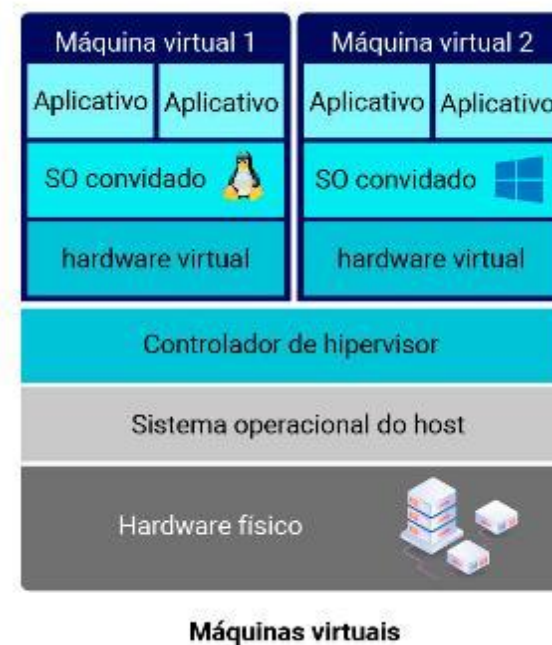 Máquina virtual 1
Máquina virtual 2
Aplicativo
Aplicativo
Aplicativo
Aplicativo
SO convidado
SO convidado
hardware virtual
hardware virtual
Controlador de hipervisor
Sistema operacional do host
Hardware físico
Máquinas virtuais